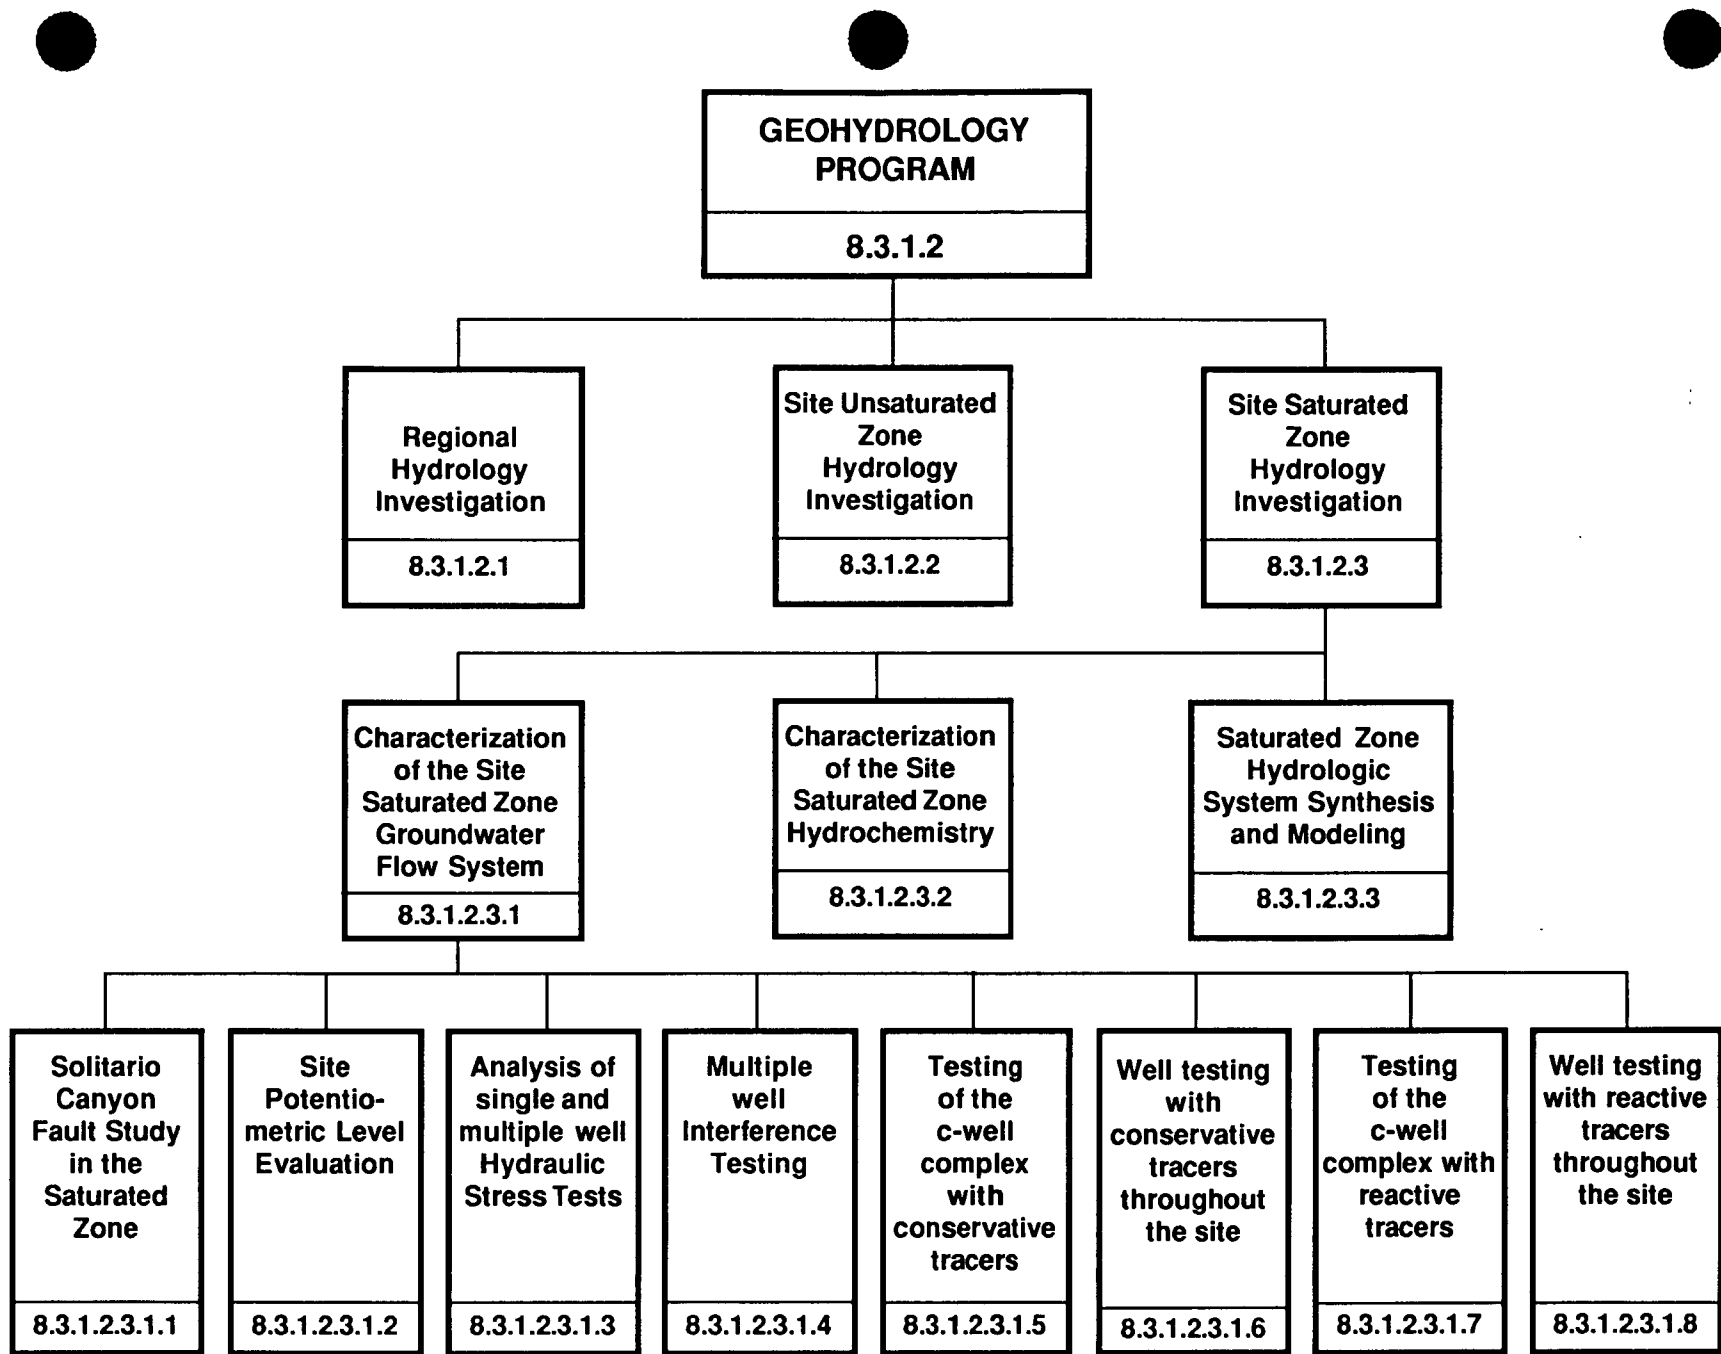 GEOHYDROLOGY
PROGRAM
8.3.1.2
Regional
Hydrology
Investigation
8.3.1.2.1
Site Unsaturated
Zone
Hydrology
Investigation
8.3.1.2.2
Site Saturated
Zone
Hydrology
Investigation
8.3.1.2.3
Characterization
of the Site
Saturated Zone
Groundwater
Flow System
8.3.1.2.3.1
Characterization
of the Site
Saturated Zone
Hydrochemistry
8.3.1.2.3.2
Saturated Zone
Hydrologic
System Synthesis
and Modeling
8.3.1.2.3.3
Solitario
Canyon
Fault Study
in the
Saturated
Zone
8.3.1.2.3.1.1
Site
Potentio-
metric Level
Evaluation
8.3.1.2.3.1.2
Analysis of
single and
multiple well
Hydraulic
Stress Tests
8.3.1.2.3.1.3
Multiple
well
Interference
Testing
8.3.1.2.3.1.4
Testing
of the
c-well
complex
with
conservative
tracers
8.3.1.2.3.1.5
Well testing
with
conservative
tracers
throughout
the site
8.3.1.2.3.1.6
Testing
of the
c-well
complex with
reactive
tracers
8.3.1.2.3.1.7
Well testing
with reactive
tracers
throughout
the site
8.3.1.2.3.1.8